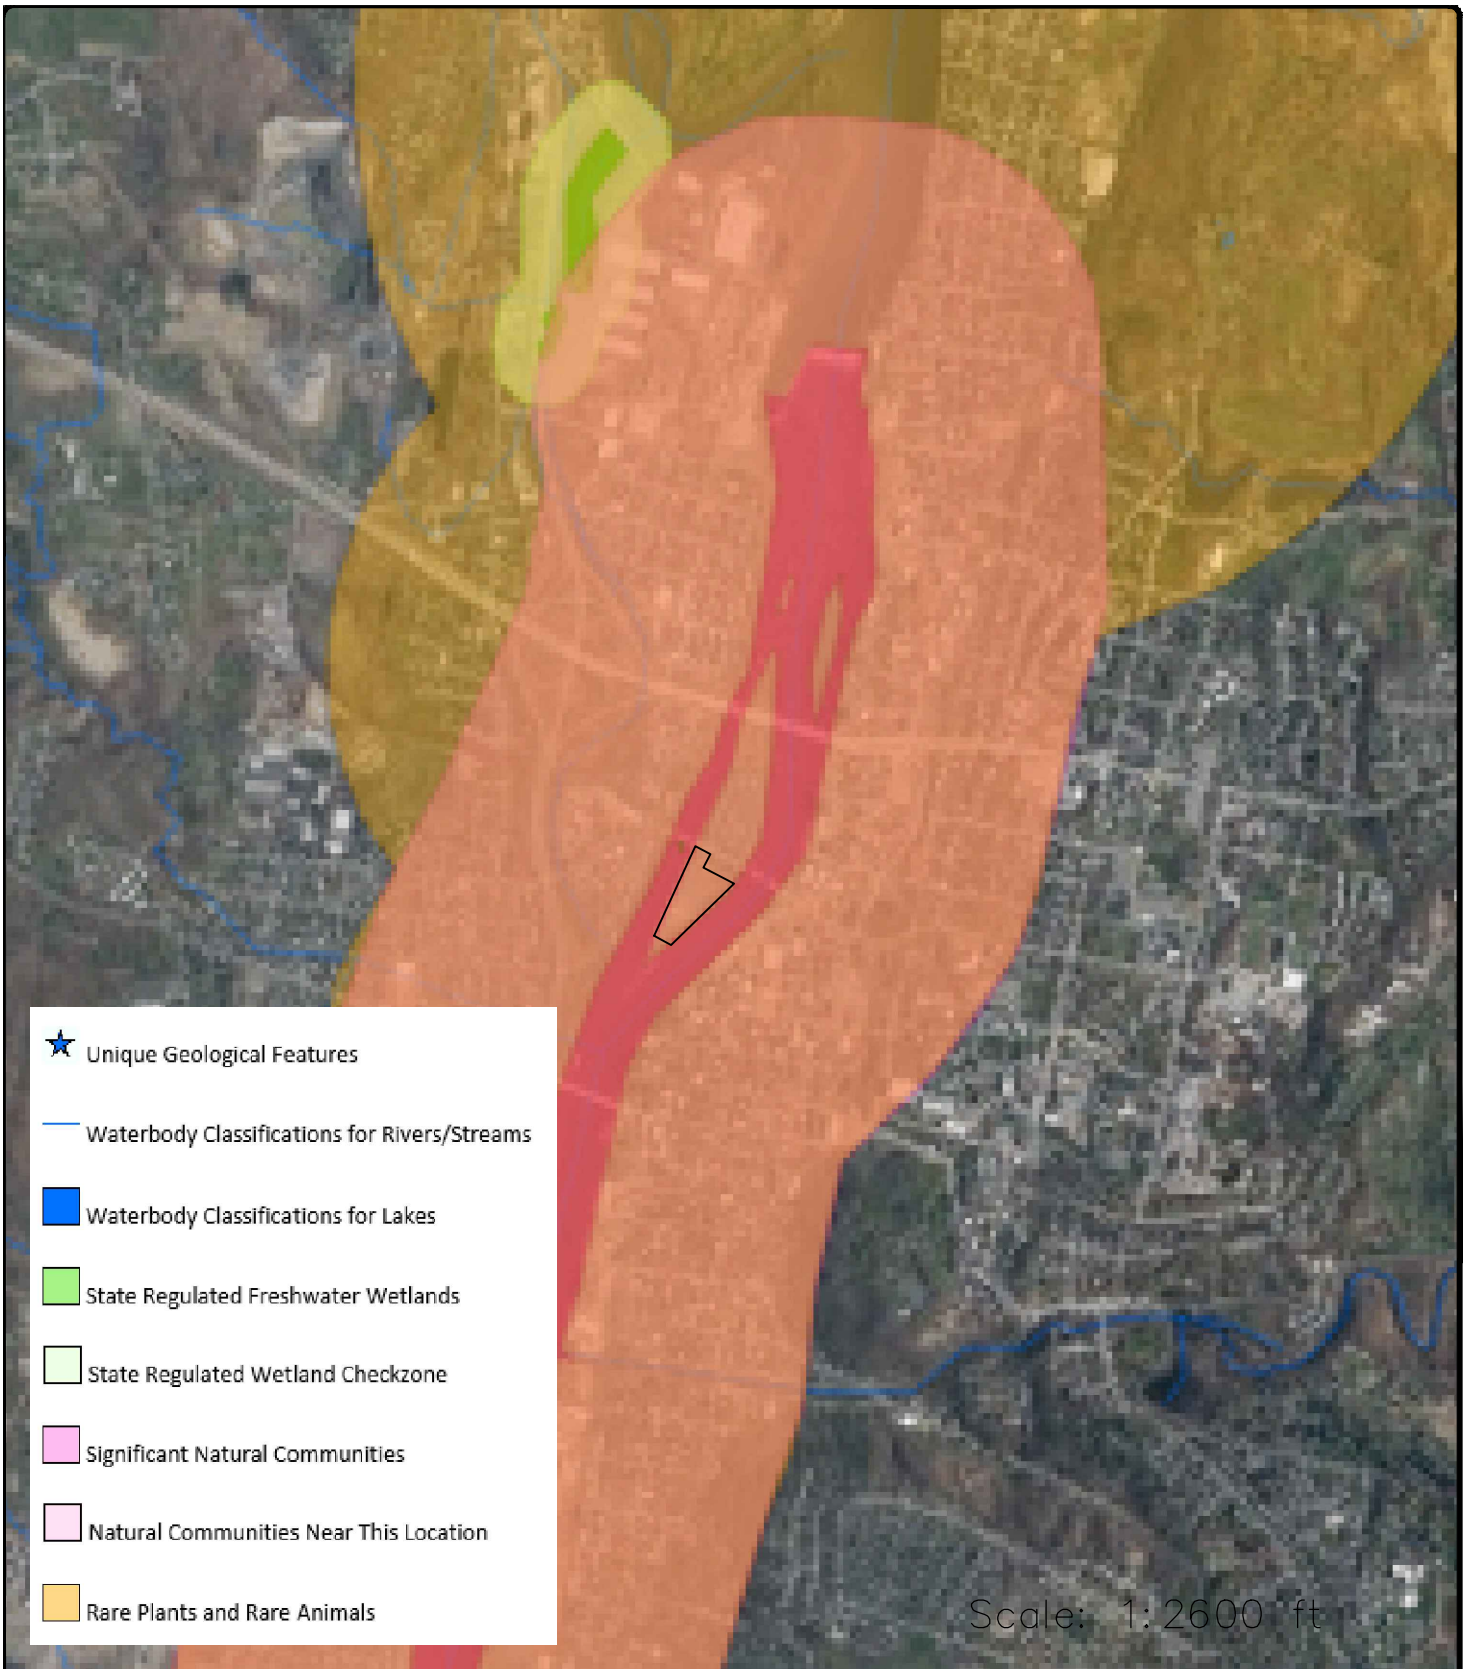 Unique Geological Features
Waterbody Classifications for Rivers/Streams
Waterbody Classifications for Lakes
State Regulated Freshwater Wetlands
State Regulated Wetland Checkzone
Significant Natural Communities
Natural Communities Near This Location
Rare Plants and Rare Animals
Scale: 1:2600 ft